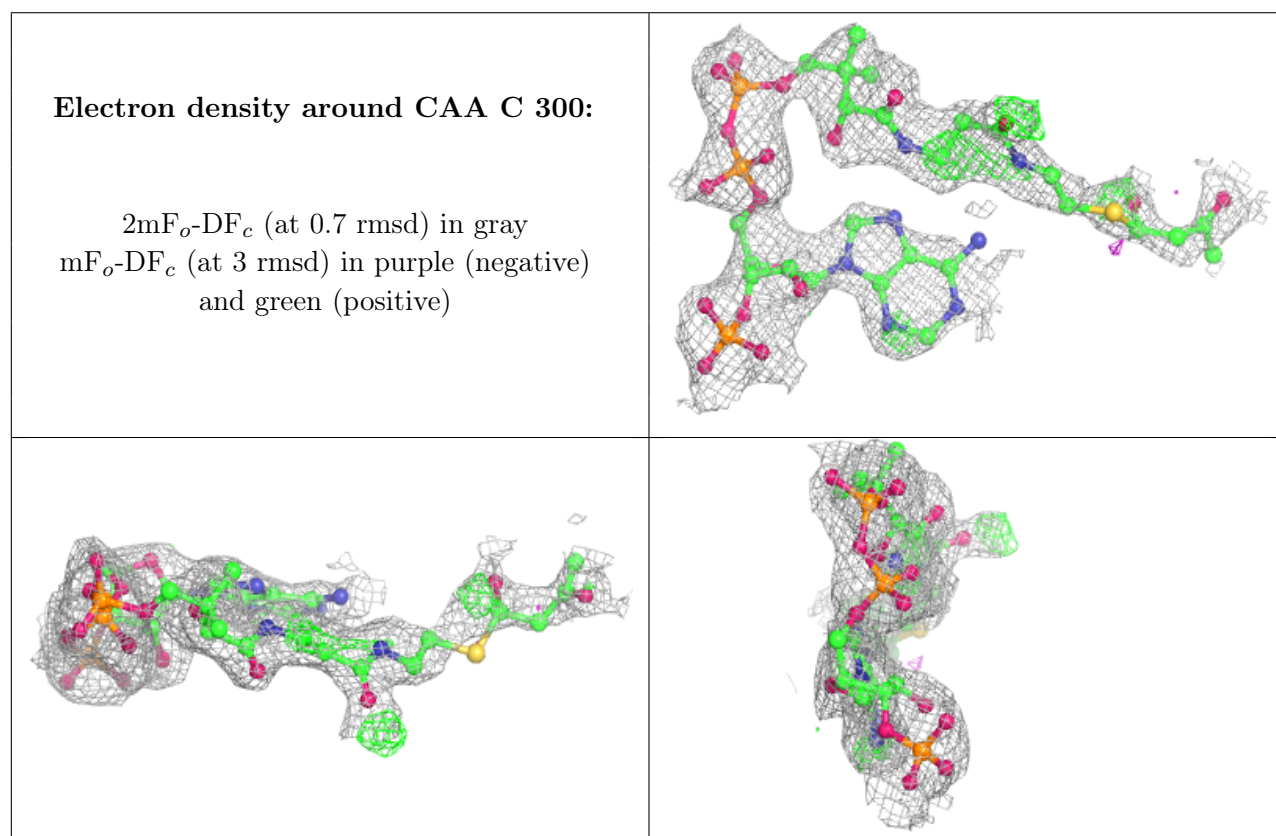 Electron density around CAA C 300:
2mFo-DFc (at 0.7 rmsd) in gray
mFo-DFc (at 3 rmsd) in purple (negative)
and green (positive)